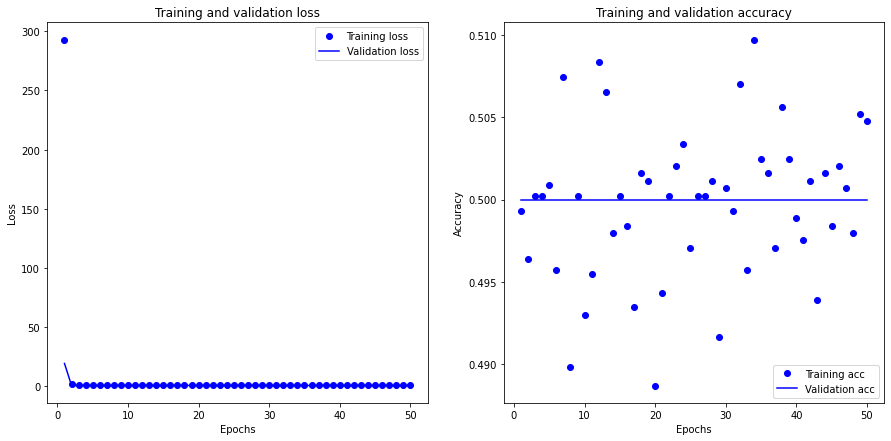 Training and validation loss
300
250
200
150
100
50
0
Loss
Training loss
Validation loss
0 10 20 30 40 50
Epochs
Training and validation accuracy
0.510
0.505
0.500
0.495
0.490
Accuracy
Training acc
Validation acc
0 10 20 30 40 50
Epochs